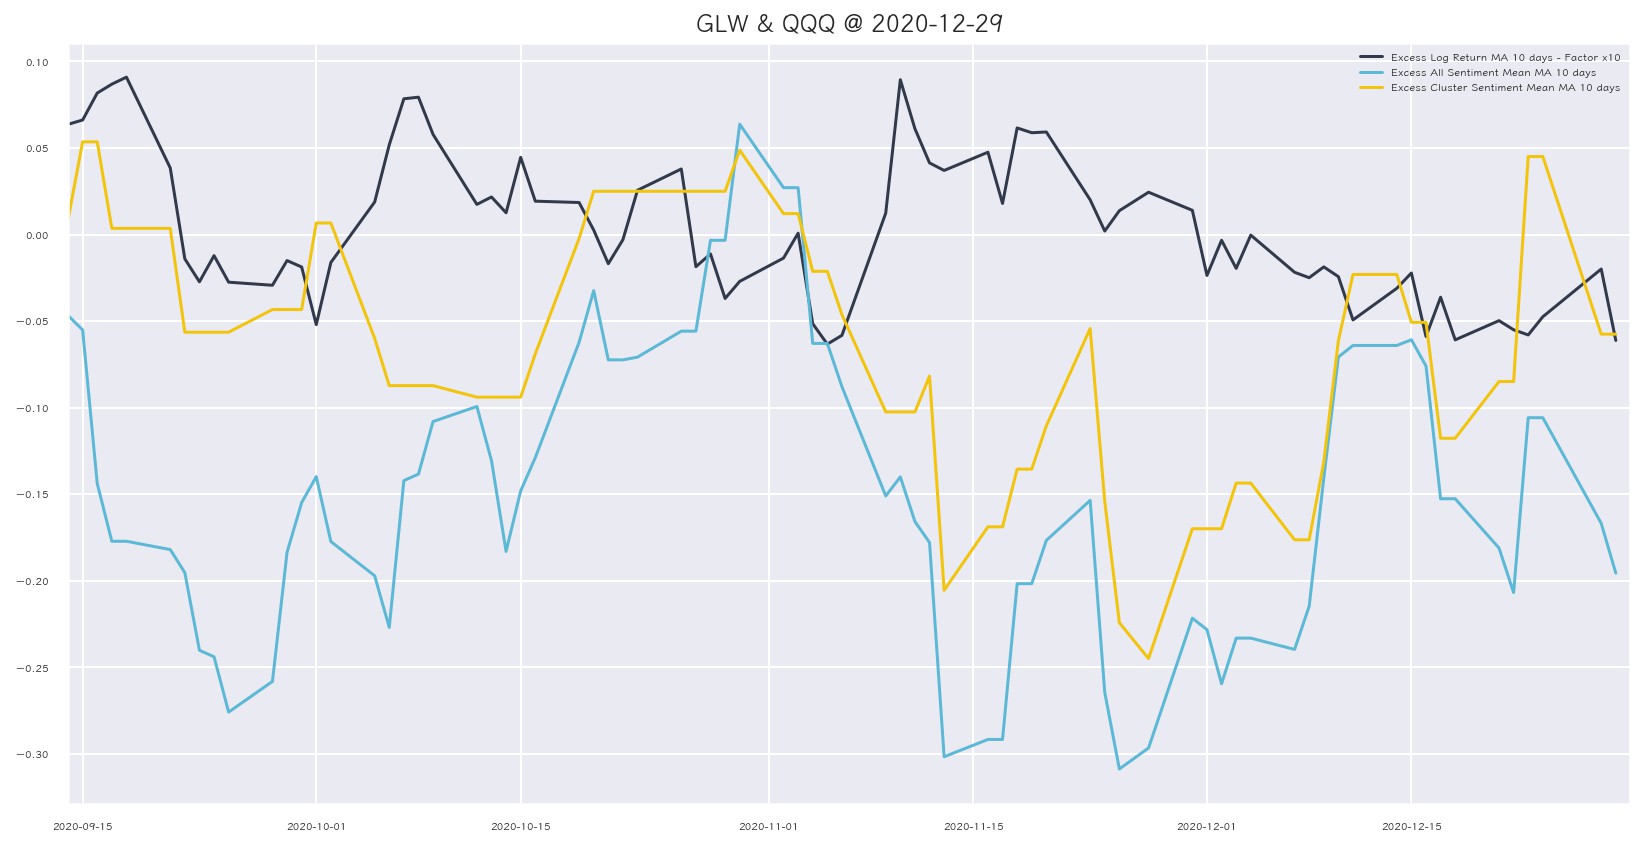 GLW & QQQ @ 2020-12-29
Excess Log Return MA 10 days - Factor x10
Excess All Sentiment Mean MA 10 days
Excess Cluster Sentiment Mean MA 10 days
0.10
0.05
0.00
−0.05
−0.10
−0.15
−0.20
−0.25
−0.30
2020-09-15 2020-10-01 2020-10-15 2020-11-01 2020-11-15 2020-12-01 2020-12-15